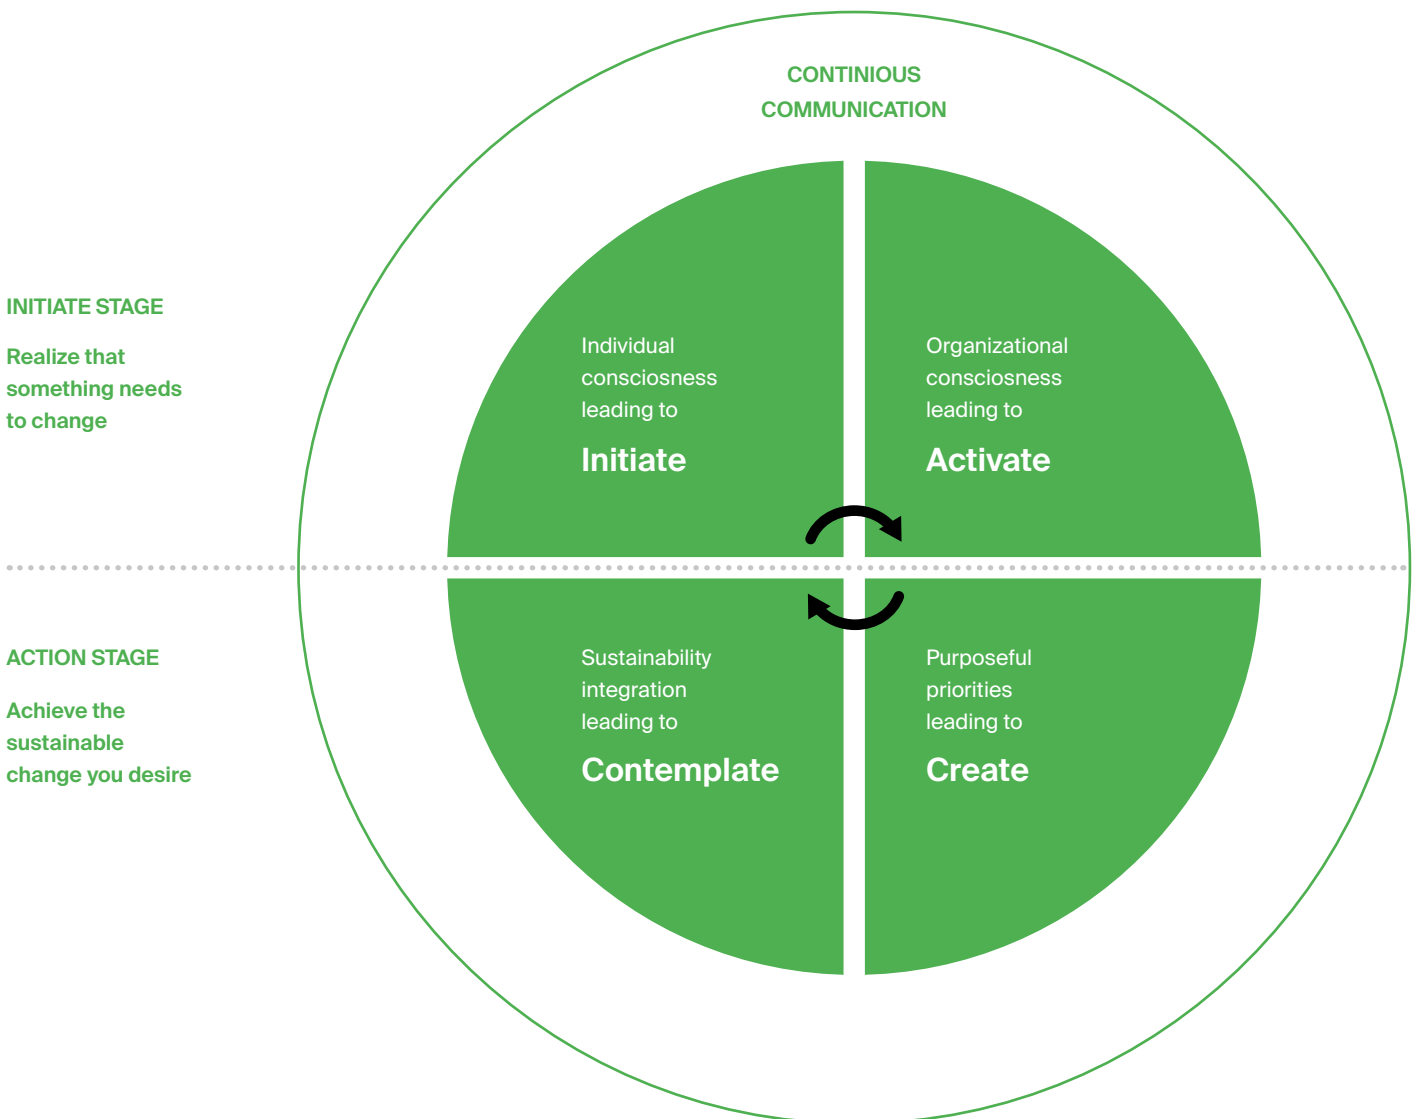 CONTINIOUS
COMMUNICATION
INITIATE STAGE
Realize that
something needs
to change
Individual
consciosness
leading to
Initiate
Organizational
consciosness
leading to
Activate
ACTION STAGE
Achieve the
sustainable
change you desire
Sustainability
integration
leading to
Contemplate
Purposeful
priorities
leading to
Create